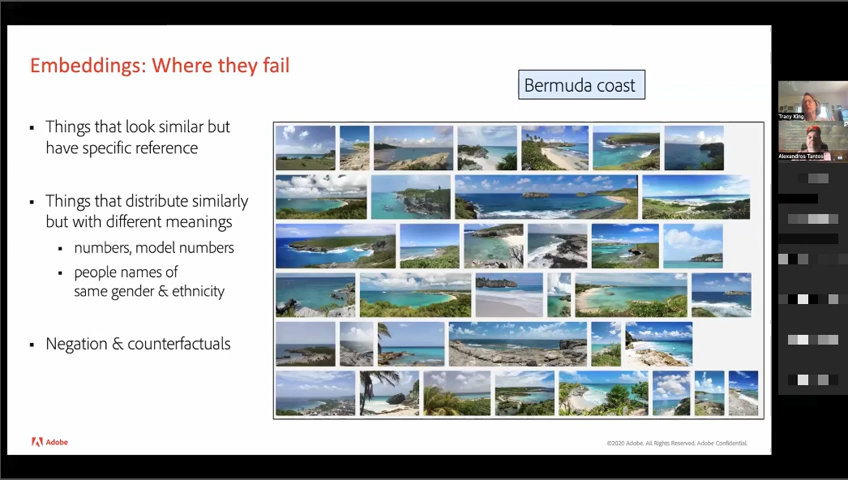 Embeddings: Where they fail
Bermuda coast
▪ Things that look similar but
have specific reference
▪ Things that distribute similarly
but with different meanings
▪ numbers, model numbers
▪ people names of
same gender & ethnicity
▪ Negation & counterfactuals
Adobe
©2020 Adobe. All Rights Reserved. Adobe Confidential.
Tracy King
Alexandros Tantos